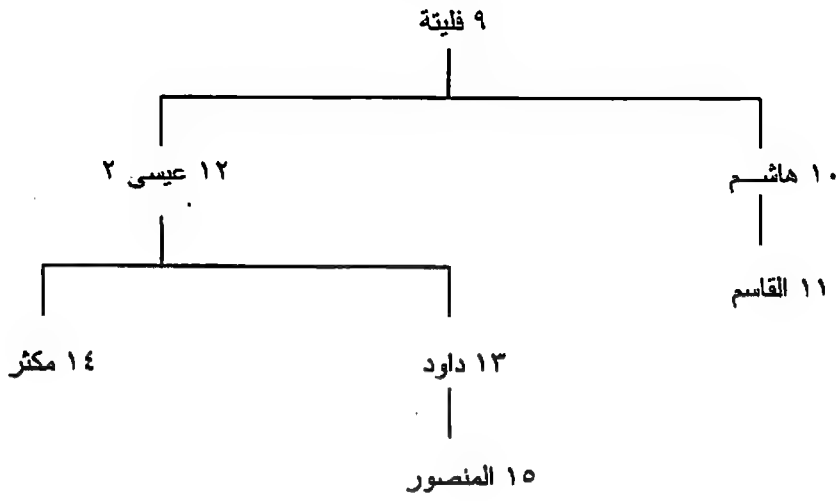 ٩ فليتة
١٠ هاشم
١٢ عيسى ٢
١١ القاسم
١٣ داود
١٤ مكثر
١٥ المنصور